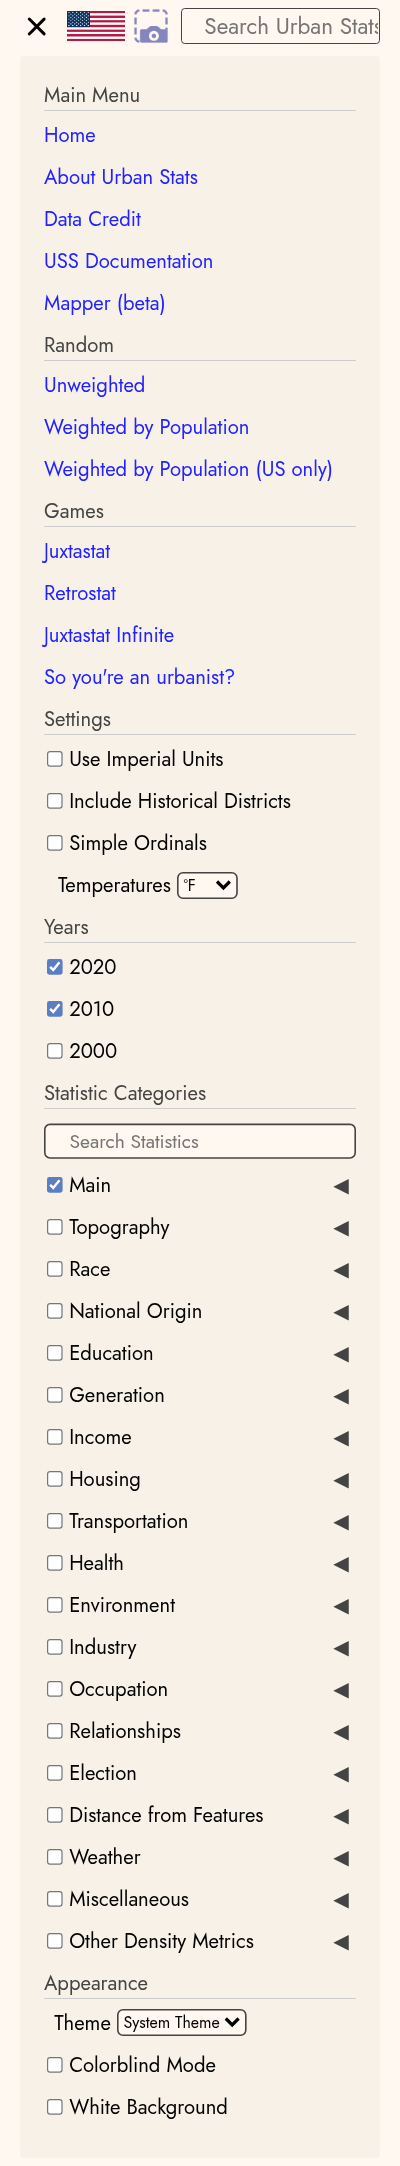 Search Urban Stats
Main Menu
Home
About Urban Stats
Data Credit
USS Documentation
Mapper (beta)
Random
Unweighted
Weighted by Population
Weighted by Population (US only)
Games
Juxtastat
Retrostat
Juxtastat Infinite
So you're an urbanist?
Settings
Use Imperial Units
Include Historical Districts
Simple Ordinals
Temperatures °F
Years
2020
2010
2000
Statistic Categories
Search Statistics
Main
Topography
Race
National Origin
Education
Generation
Income
Housing
Transportation
Health
Environment
Industry
Occupation
Relationships
Election
Distance from Features
Weather
Miscellaneous
Other Density Metrics
Appearance
Theme System Theme
Colorblind Mode
White Background